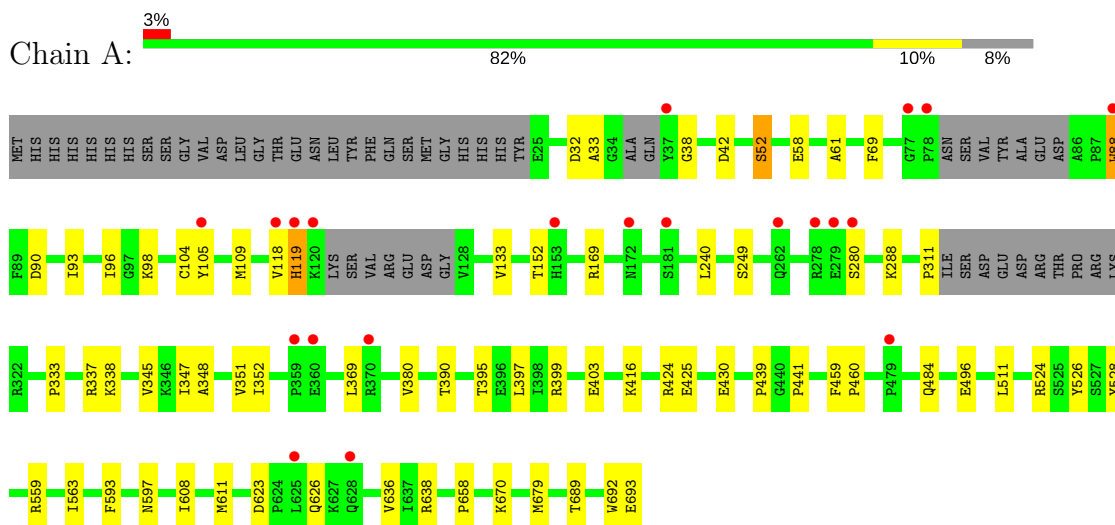 3%
Chain A:
82% 10% 8%
MET HIS HIS HIS HIS HIS HIS SER SER GLY VAL ASP LEU GLY THR GLU ASN LEU TYR PHE GLN SER MET GLY HIS HIS HIS TYR E25 D32 A33 G34 ALA GLN Y37 G38 D42 S52 E58 A61 F69 G77 P78 ASN SER VAL TYR ALA GLU ASP A86 P87 W88
F89 D90 I93 I96 G97 K98 C104 Y105 M109 V118 H119 K120 LYS SER VAL ARG GLU ASP GLY V128 V133 T152 H153 R169 N172 S181 L240 S249 Q262 R278 E279 S280 K288 P311 ILE SER ASP GLU ASP ARG THR PRO ARG LYS
R322 P333 R337 K338 V345 K346 I347 A348 V351 I352 P359 E360 L369 R370 V380 T390 T395 E396 L397 I398 R399 E403 K416 R424 E425 E430 P439 G440 P441 F459 P460 P479 Q484 E496 L511 R524 S525 Y526 S527 Y528
R559 I563 F593 N597 I608 M611 D623 P624 L625 Q626 K627 Q628 V636 I637 R638 P658 K670 M679 T689 W692 E693